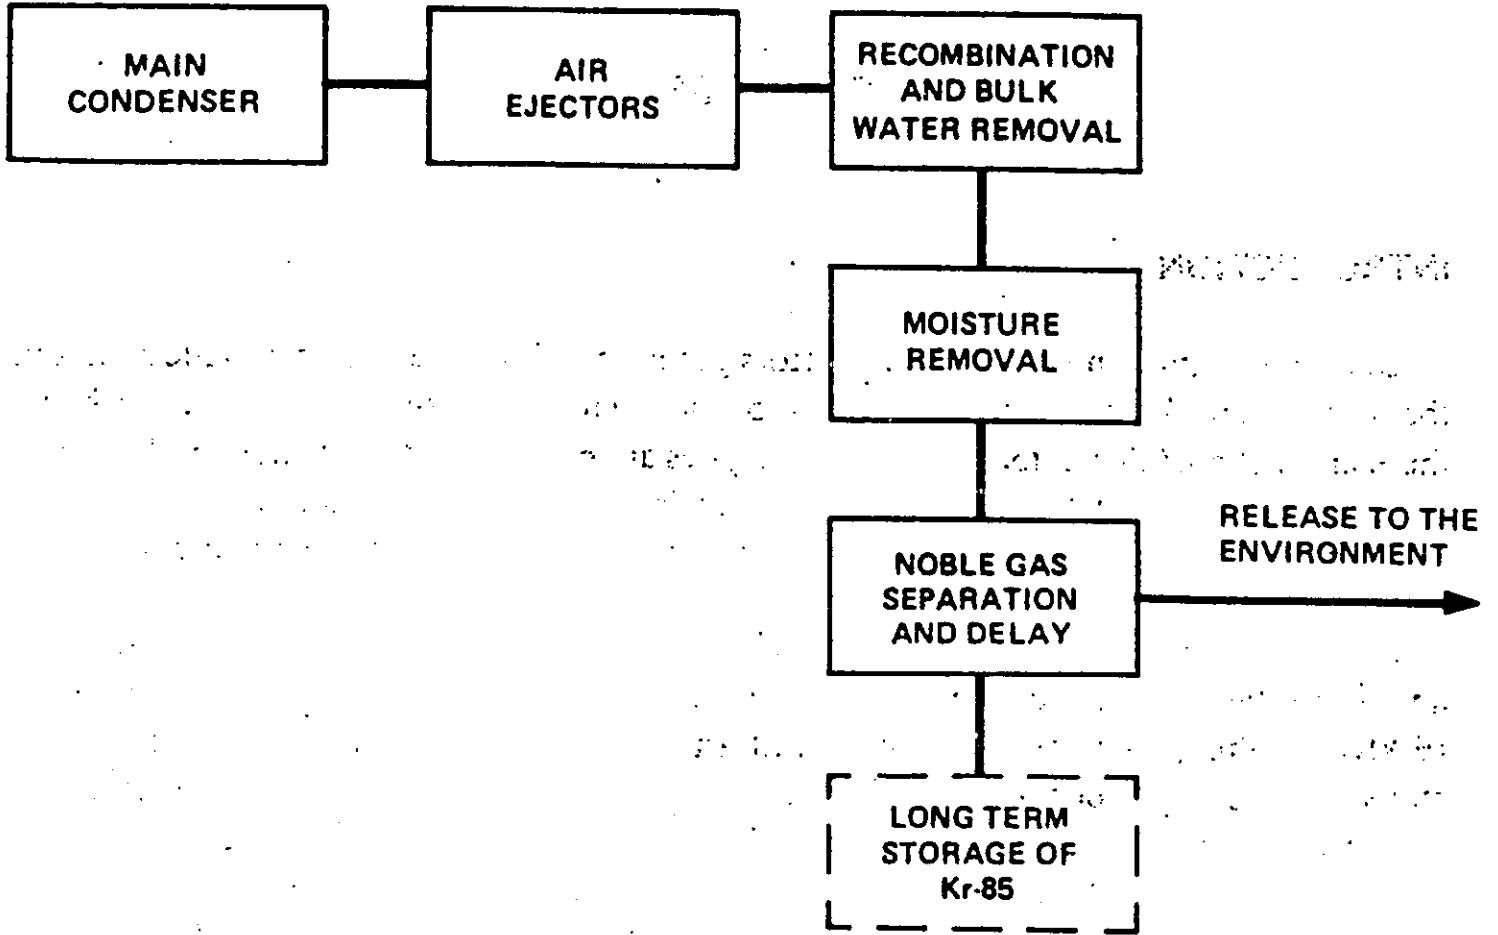 MAIN
CONDENSER
AIR
EJECTORS
RECOMBINATION
AND BULK
WATER REMOVAL
MOISTURE
REMOVAL
NOBLE GAS
SEPARATION
AND DELAY
RELEASE TO THE
ENVIRONMENT
LONG TERM
STORAGE OF
Kr-85